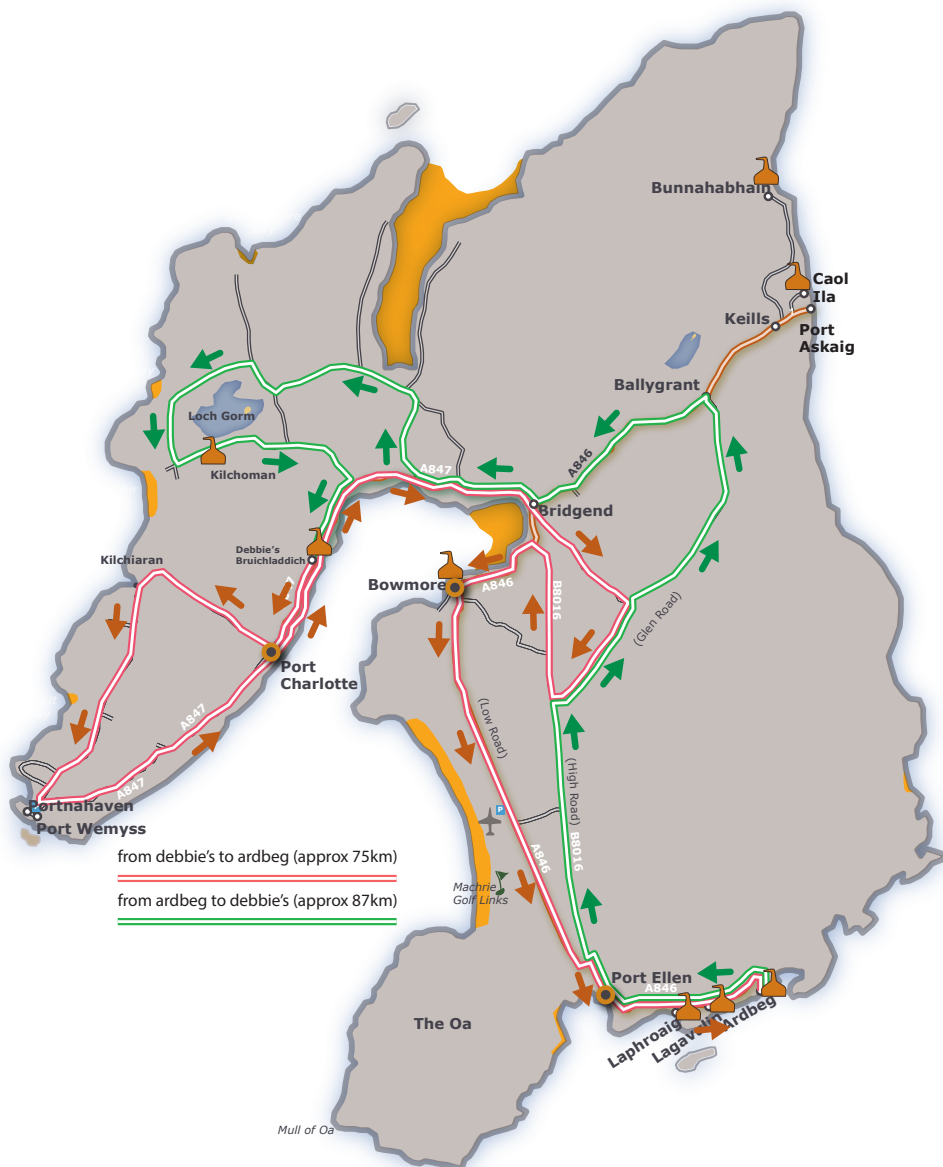 Bunnahabhain
Caol
Ila
Keills
Port
Askaig
Ballygrant
Loch Gorm
A846
A847
Kilchoman
Bridgend
Debbie's
Bruichladdich
Kilchiaran
Bowmore
A846
B8016
(Glen Road)
Port
Charlotte
A847
(Low Road)
(High Road)
A847
Portnahaven
Port Wemyss
P
B8016
A846
from debbie's to ardbeg (approx 75km)
Machrie
Golf Links
from ardbeg to debbie's (approx 87km)
Port Ellen
A846
Laphroaig
Lagavulin
Ardbeg
The Oa
Mull of Oa